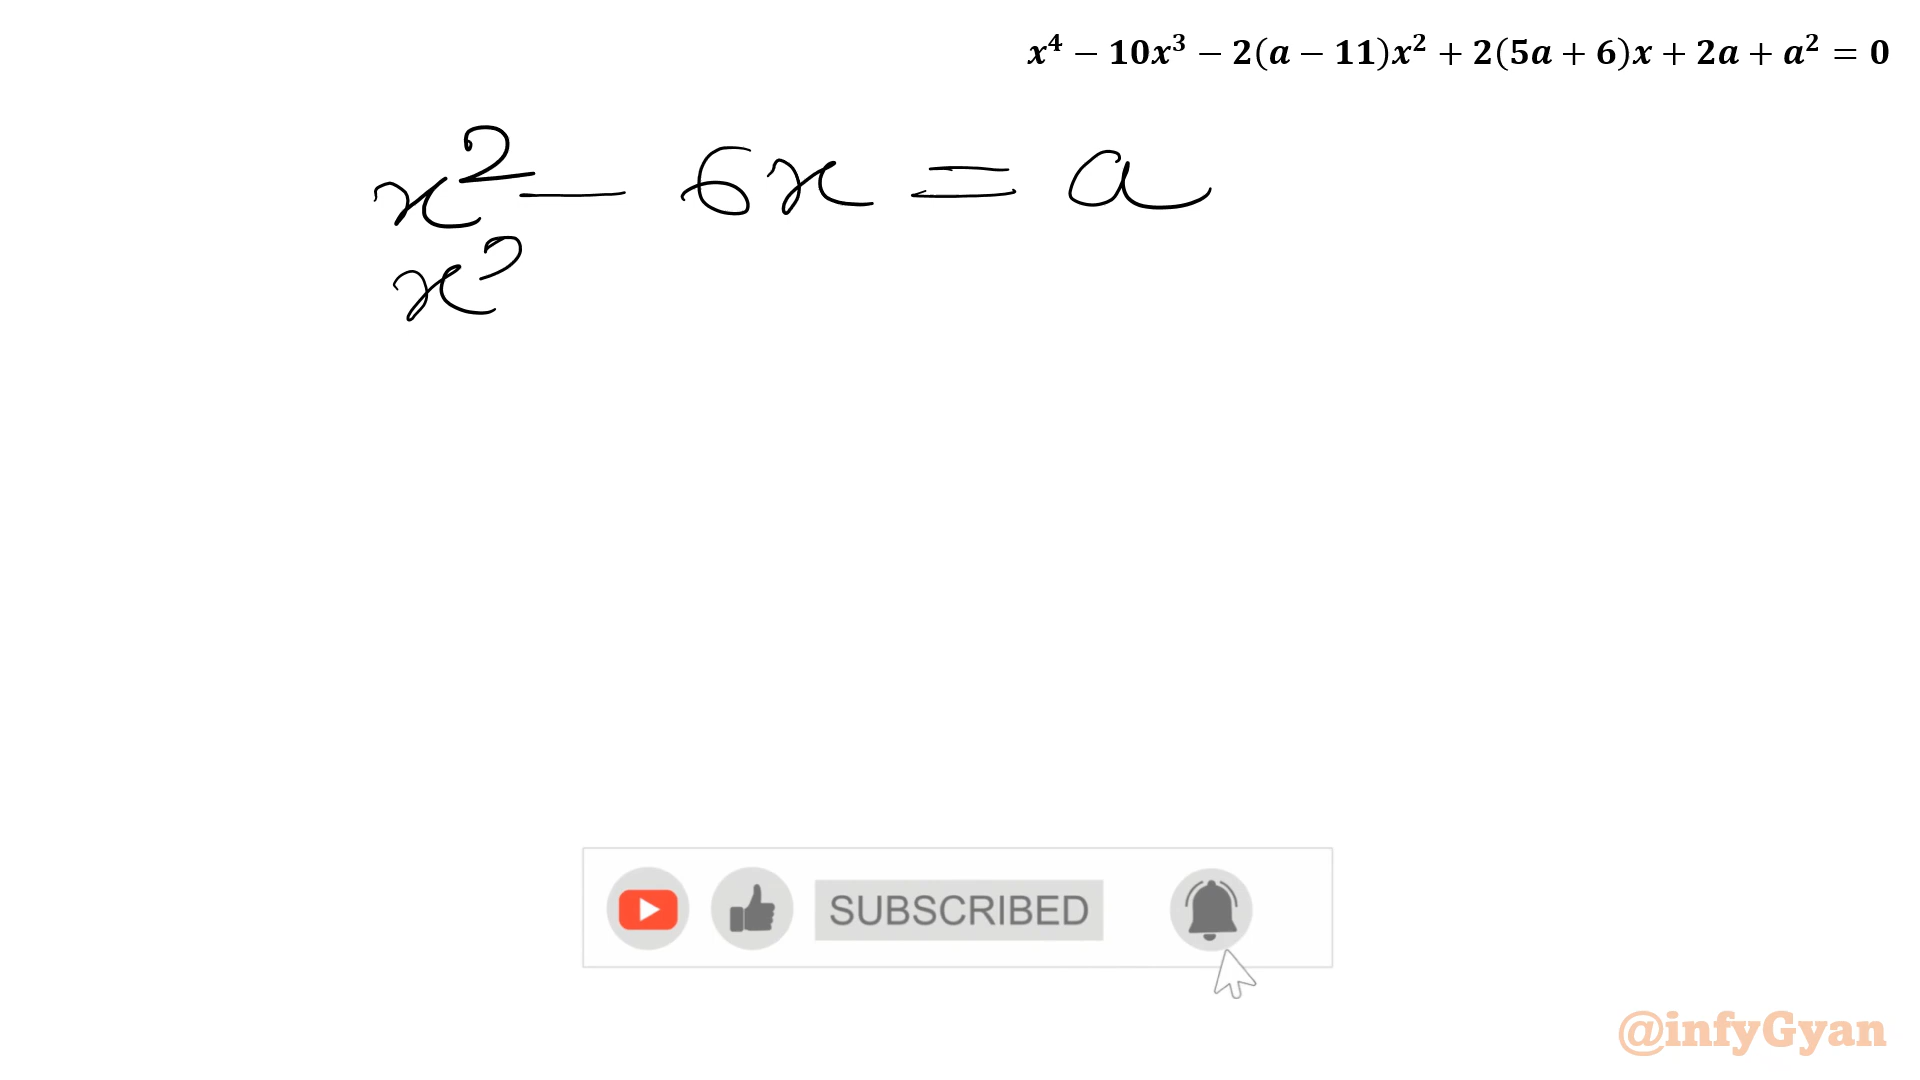 x⁴ − 10x³ − 2(a − 11)x² + 2(5a + 6)x + 2a + a² = 0
x² − 6x = a
x²
SUBSCRIBED
@infyGyan